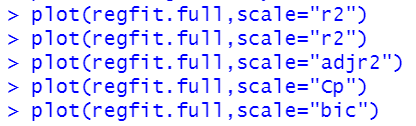 > plot(regfit.full,scale="r2")
> plot(regfit.full,scale="r2")
> plot(regfit.full,scale="adjr2")
> plot(regfit.full,scale="Cp")
> plot(regfit.full,scale="bic")